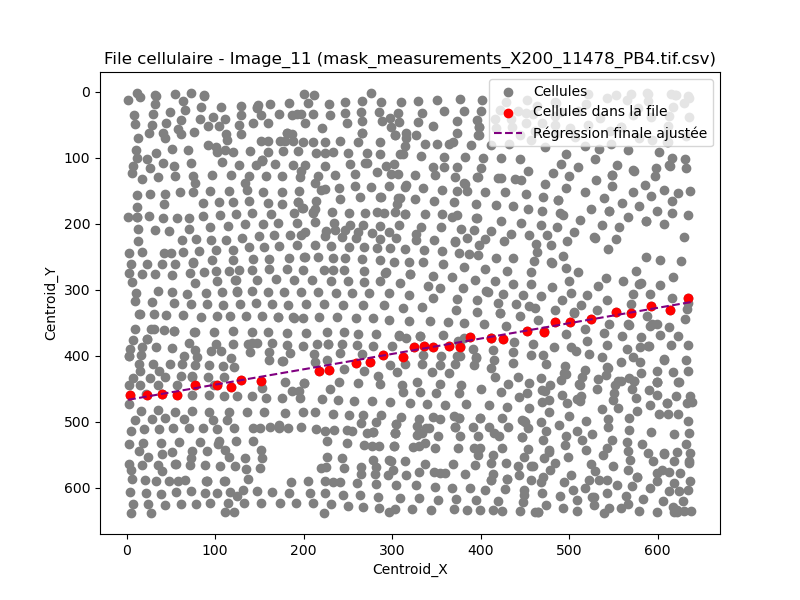 File cellulaire - Image_11 (mask_measurements_X200_11478_PB4.tif.csv)
Cellules
Cellules dans la file
Régression finale ajustée
Centroid_Y
0
100
200
300
400
500
600
0 100 200 300 400 500 600
Centroid_X